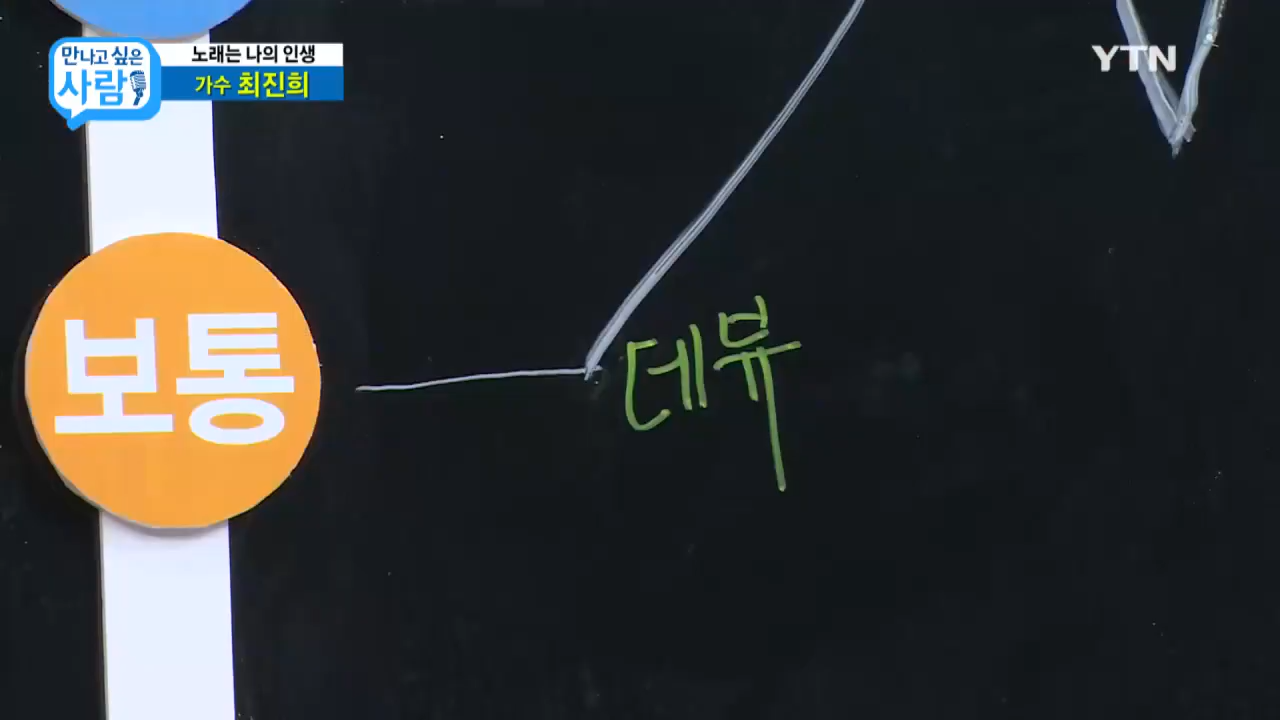 만나고 싶은
사람
노래는 나의 인생
가수 최진희
YTN
보통
데뷰